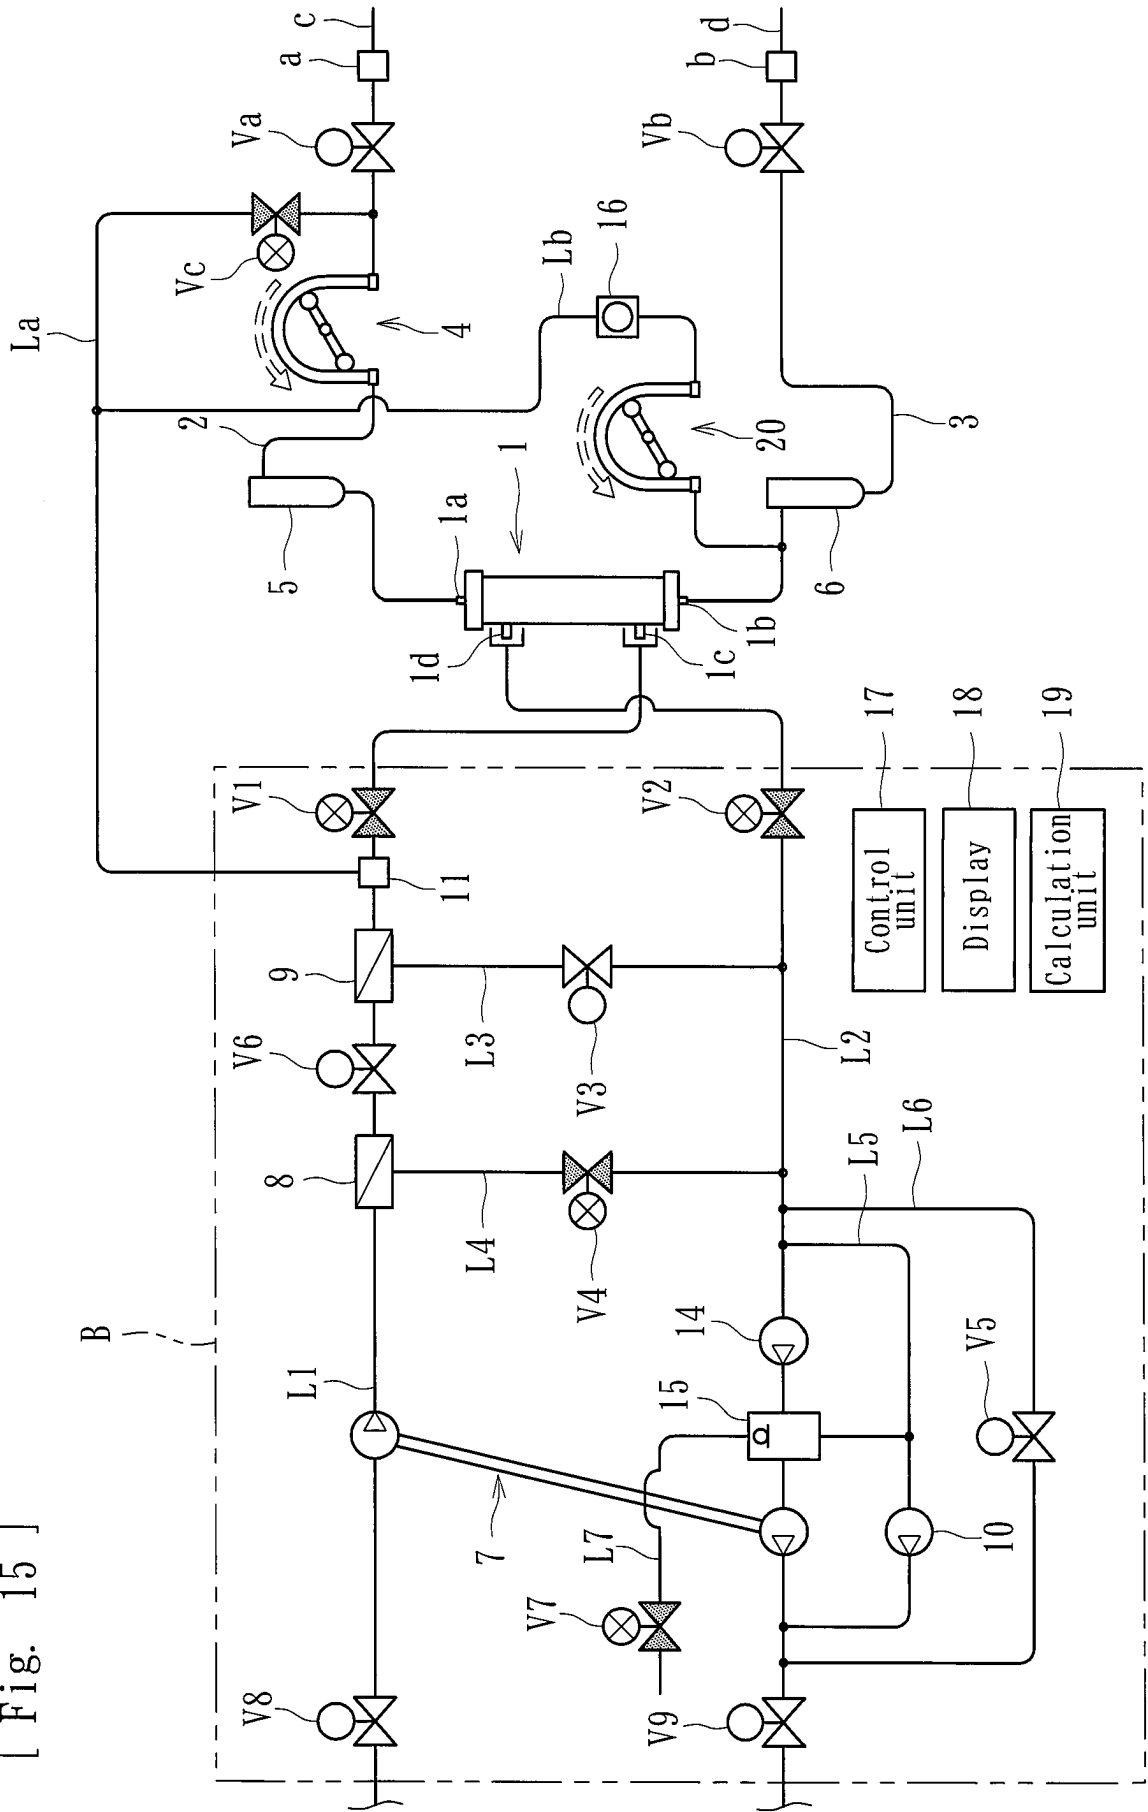 [ Fig. 15 ]
B
V8
L1
8
V6
9
11
V1
La
5
2
Vc
Va
a
c
4
7
V7
L7
L4
V4
L3
V3
1d
1c
1a
1b
1
Lb
16
20
V9
15
14
L2
V2
6
3
Vb
b
d
10
V5
L5
L6
Control
unit
17
Display
18
Calculation
unit
19